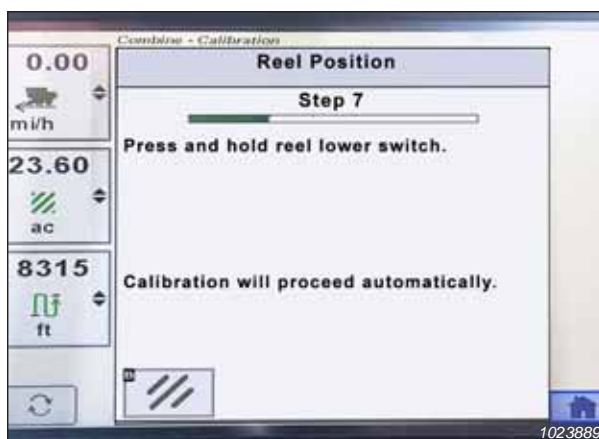 Combine - Calibration
0.00
mi/h
23.60
ac
8315
ft
Reel Position
Step 7
Press and hold reel lower switch.
Calibration will proceed automatically.
1023889